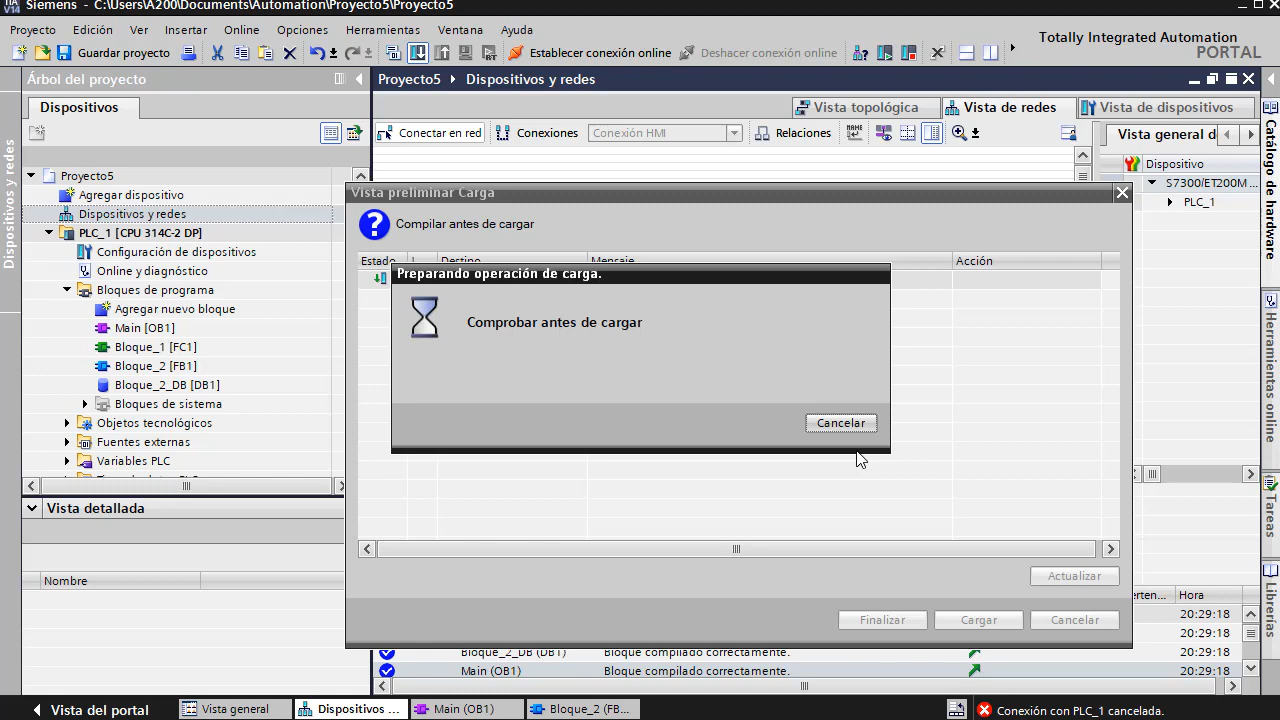 Siemens - C:\Users\A200\Documents\Automation\Proyecto5\Proyecto5
V14
Proyecto Edición Ver Insertar Online Opciones Herramientas Ventana Ayuda
Guardar proyecto
Establecer conexión online
Deshacer conexión online
Totally Integrated Automation
PORTAL
Árbol del proyecto
Proyecto5 Dispositivos y redes
Dispositivos
Vista topológica
Vista de redes
Vista de dispositivos
Conectar en red
Conexiones
Conexión HMI
Relaciones
Vista general d
Dispositivo
S7300/ET200M ...
PLC_1
Dispositivos y redes
Proyecto5
Agregar dispositivo
Dispositivos y redes
PLC_1 [CPU 314C-2 DP]
Configuración de dispositivos
Online y diagnóstico
Bloques de programa
Agregar nuevo bloque
Main [OB1]
Bloque_1 [FC1]
Bloque_2 [FB1]
Bloque_2_DB [DB1]
Bloques de sistema
Objetos tecnológicos
Fuentes externas
Variables PLC
Vista detallada
Nombre
Vista preliminar Carga
?
Compilar antes de cargar
Estado ! Destino Mensaje Acción
Preparando operación de carga.
Comprobar antes de cargar
Cancelar
Actualizar
Finalizar Cargar Cancelar
erten... Hora
20:29:18
20:29:18
Bloque_2_DB (DB1) Bloque compilado correctamente. 20:29:18
Main (OB1) Bloque compilado correctamente. 20:29:18
Catálogo de hardware
Herramientas online
Tareas
Librerías
Vista del portal
Vista general
Dispositivos ...
Main (OB1)
Bloque_2 (FB...
Conexión con PLC_1 cancelada.